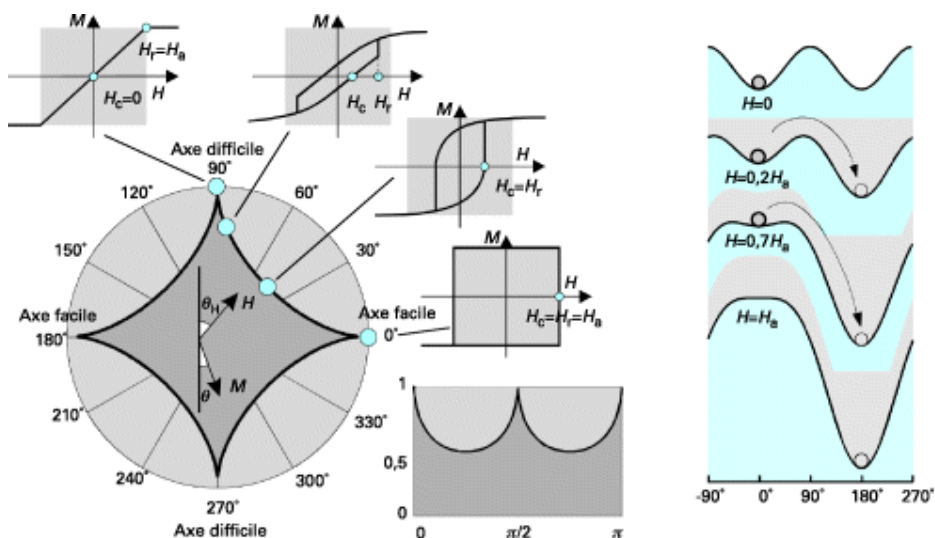 M
Hr=Ha
Hc=0
H
M
Hc
Hr
H
M
H
Hc=Hr
M
H
Hc=Hr=Ha
Axe difficile
90°
120°
60°
150°
30°
Axe facile
180°
Axe facile
0°
θH
H
M
θ
210°
330°
240°
300°
270°
Axe difficile
1
0,5
0
0
π/2
π
H=0
H=0,2Ha
H=0,7Ha
H=Ha
-90°
0°
90°
180°
270°